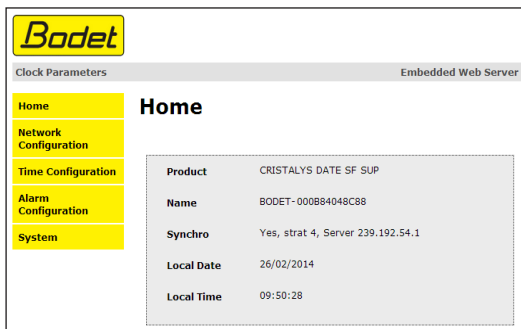 Bodet
Clock Parameters Embedded Web Server
Home
Network
Configuration
Time Configuration
Alarm
Configuration
System
Home
Product CRISTALYS DATE SF SUP
Name BODET-000B84048C88
Synchro Yes, strat 4, Server 239.192.54.1
Local Date 26/02/2014
Local Time 09:50:28